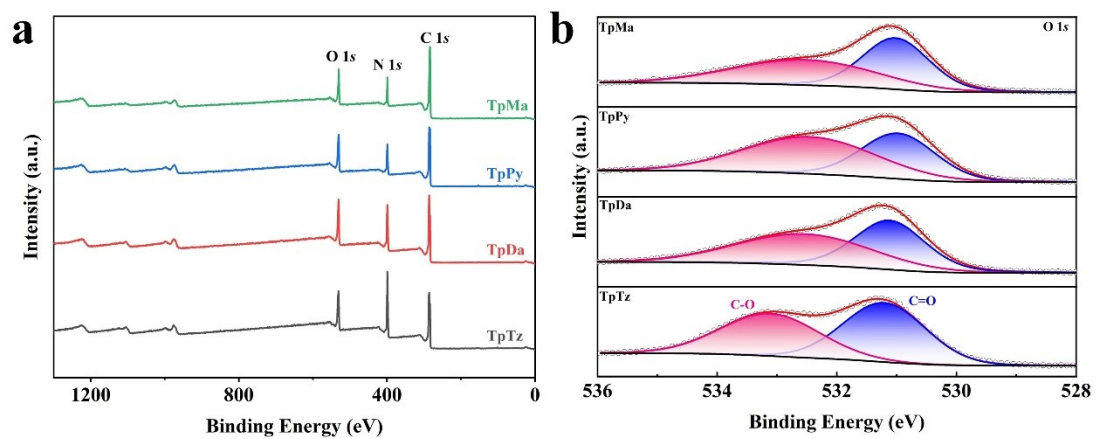 a
Intensity (a.u.)
O 1s
N 1s
C 1s
TpMa
TpPy
TpDa
TpTz
1200
800
400
0
Binding Energy (eV)
b
Intensity (a.u.)
TpMa
O 1s
TpPy
TpDa
TpTz
C-O
C=O
536
534
532
530
528
Binding Energy (eV)